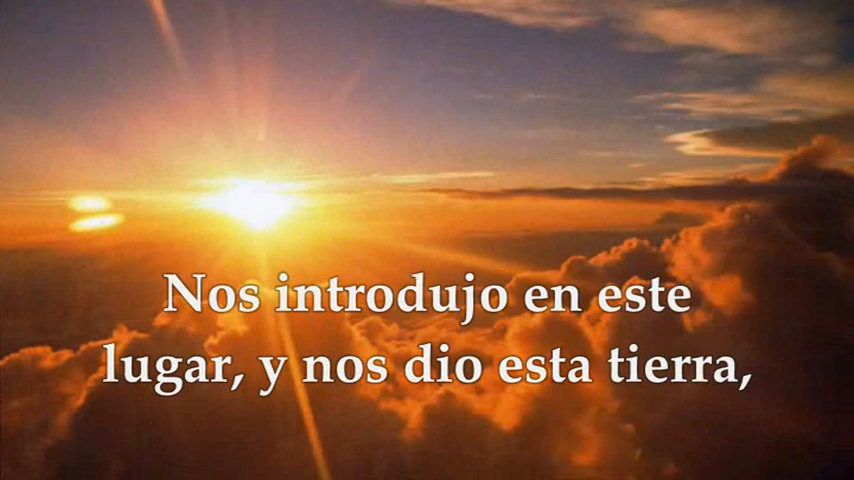 Nos introdujo en este
lugar, y nos dio esta tierra,